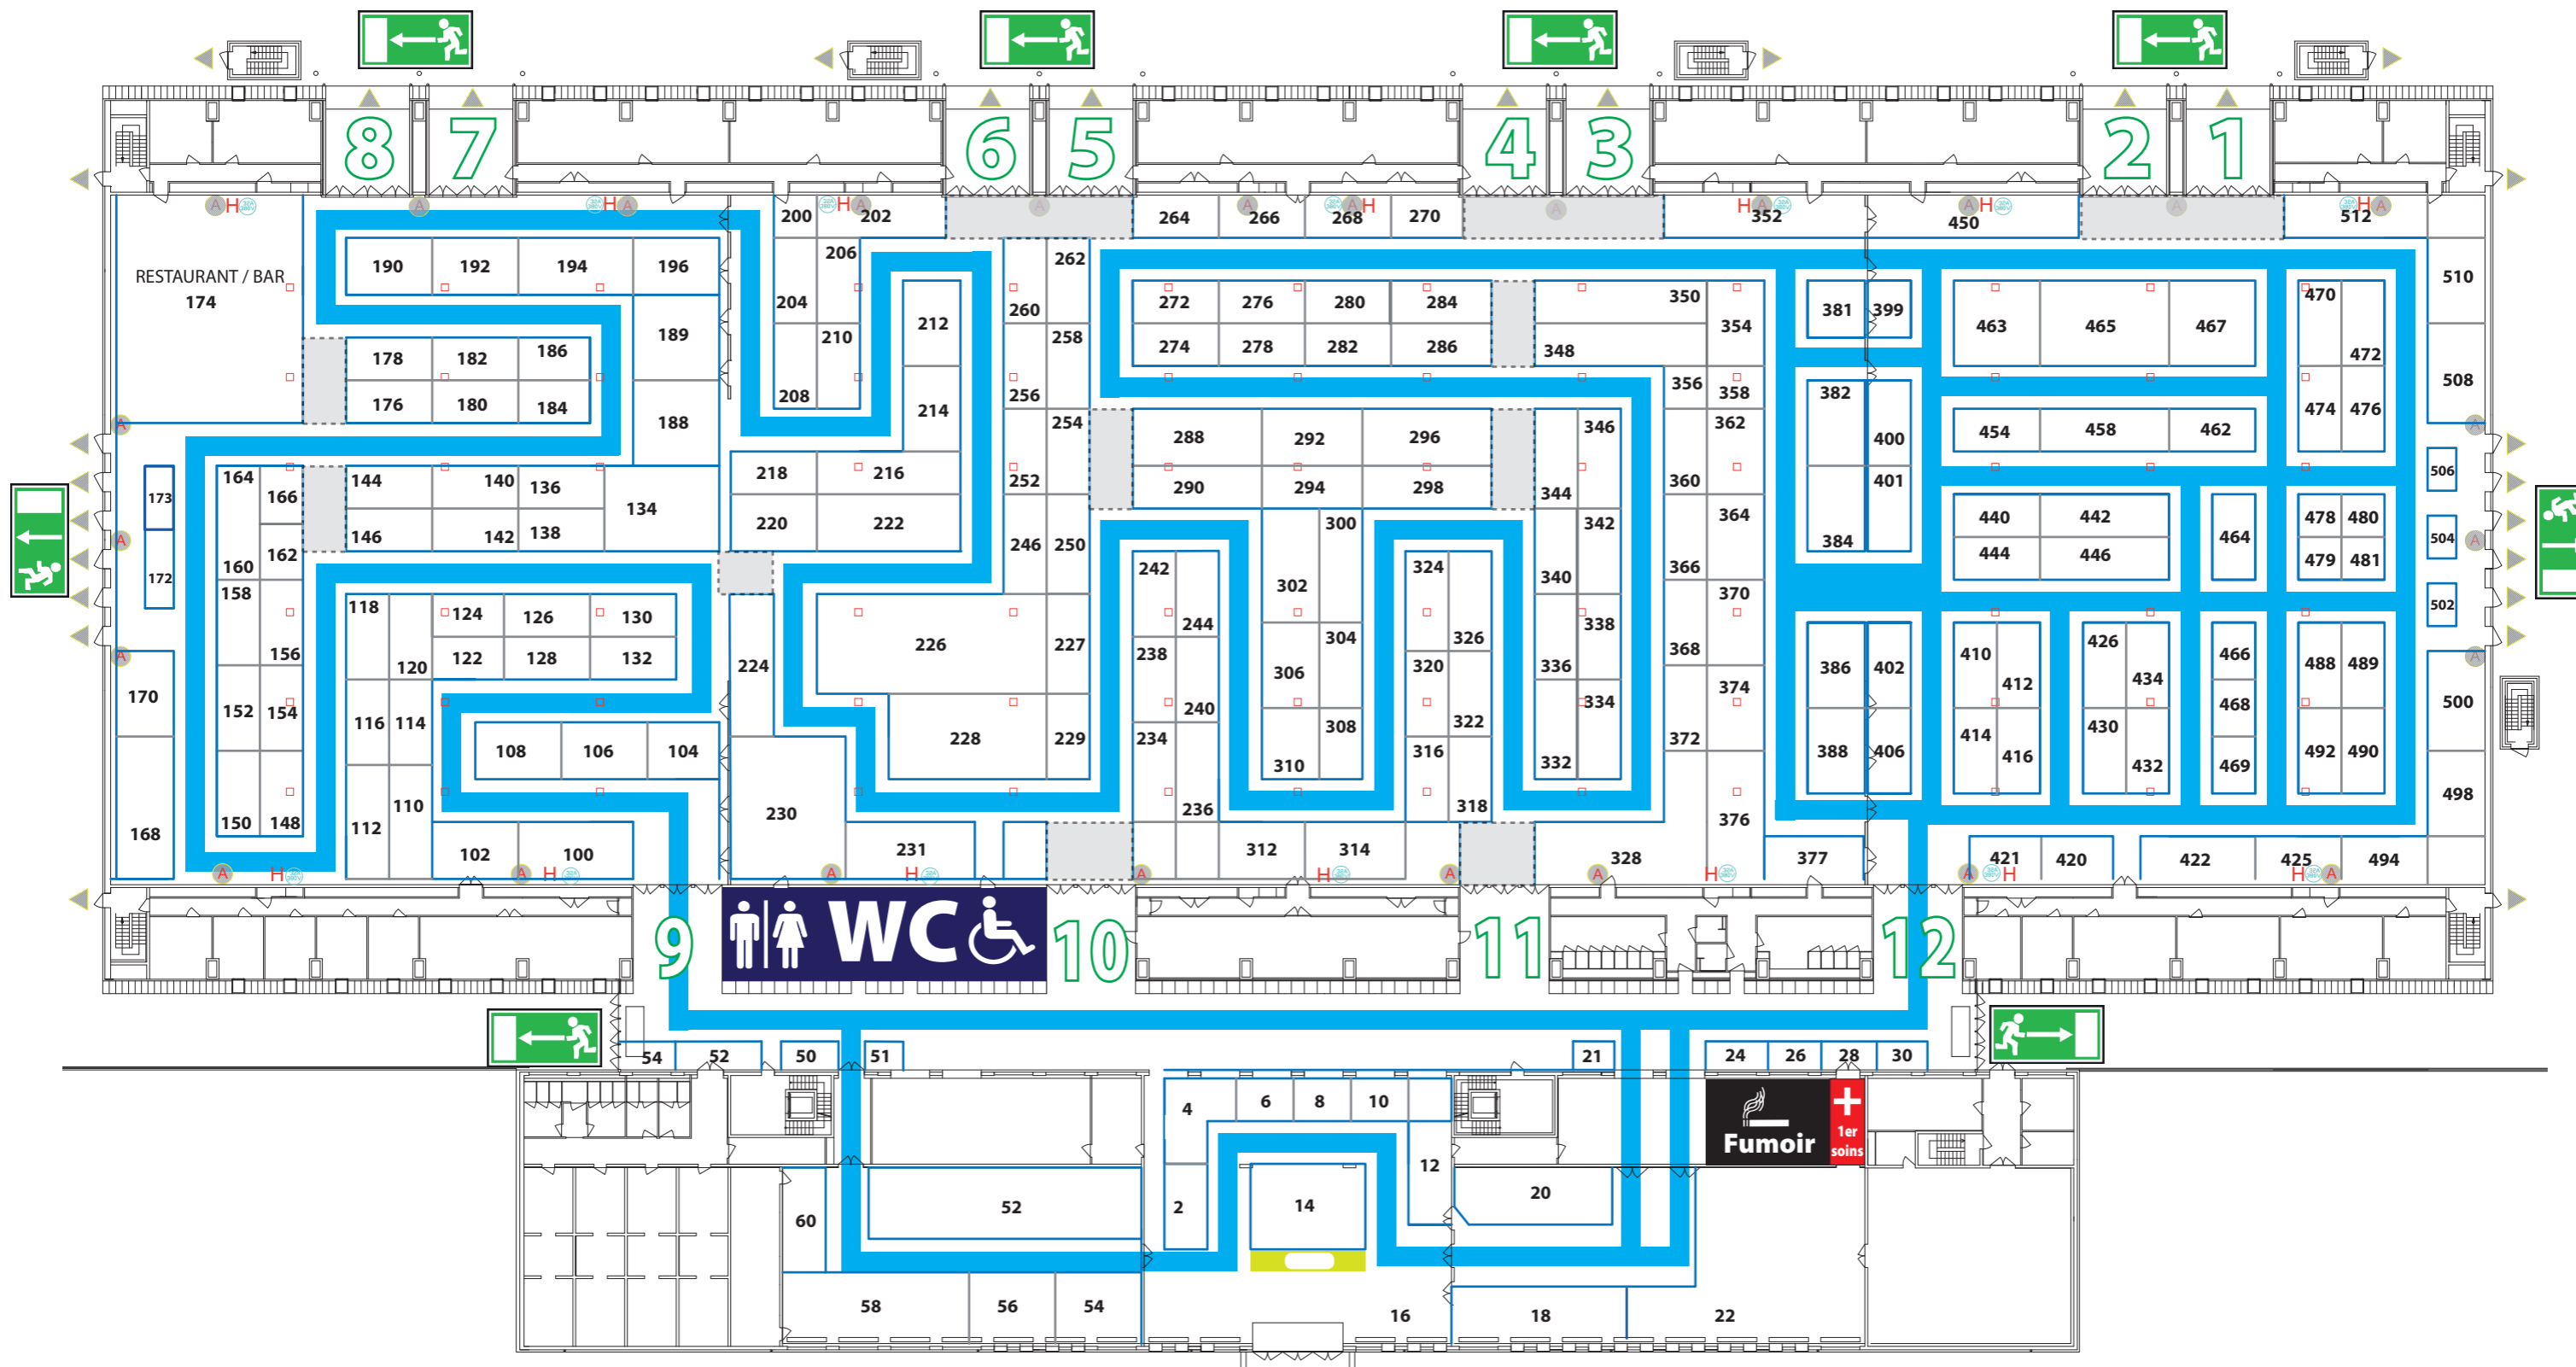 8 7 6 5 4 3 2 1
A H A H A H A A A H A H A A H A H A
200 202 264 266 268 270 352 450 512
190 192 194 196 206 262 510
RESTAURANT / BAR
174
204 260 272 276 280 284 350 381 399 470
212 354 463 465 467
189 210 258 274 278 282 286 348 472
178 182 186
176 180 184 208 256 356 358 382 474 476 508
188 214 254 288 292 296 346 362 400 454 458 462
A A
164 144 140 136 218 216 252 290 294 298 344 360 401 506
173 166 134
146 142 138 220 222 246 250 300 342 364 384 440 442 464 478 480 504
A A
172 160 162 242 302 324 340 366 444 446 479 481
158 118 124 126 130 244 304 326 338 370 502
156 120 122 128 132 224 226 227 238 306 320 336 368 386 402 410 426 466 488 489
A A
170 152 154 116 114 240 322 334 374 412 434 468 500
108 106 104 228 229 234 308 316 372 388 406 414 430 492 490
310 332 416 432 469
168 150 148 112 110 230 236 318 376 498
102 100 231 312 314 328 377 421 420 422 425 494
A H A H A H A H A A H A H H A
9 WC 10 11 12
54 52 50 51 21 24 26 28 30
4 6 8 10
Fumoir
1er
soins
12
60 52 2 14 20
58 56 54 16 18 22